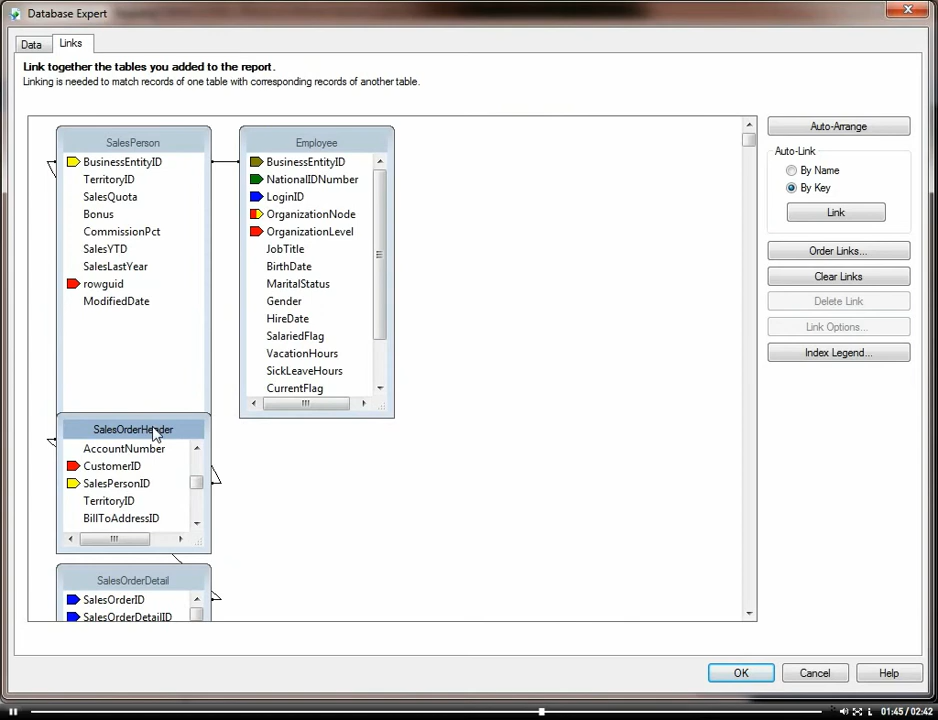 Database Expert
Data
Links
Link together the tables you added to the report.
Linking is needed to match records of one table with corresponding records of another table.
SalesPerson
BusinessEntityID
TerritoryID
SalesQuota
Bonus
CommissionPct
SalesYTD
SalesLastYear
rowguid
ModifiedDate
Employee
BusinessEntityID
NationalIDNumber
LoginID
OrganizationNode
OrganizationLevel
JobTitle
BirthDate
MaritalStatus
Gender
HireDate
SalariedFlag
VacationHours
SickLeaveHours
CurrentFlag
SalesOrderHeader
AccountNumber
CustomerID
SalesPersonID
TerritoryID
BillToAddressID
SalesOrderDetail
SalesOrderID
SalesOrderDetailID
Auto-Arrange
Auto-Link
By Name
By Key
Link
Order Links...
Clear Links
Delete Link
Link Options...
Index Legend...
OK
Cancel
Help
01:45 / 02:42